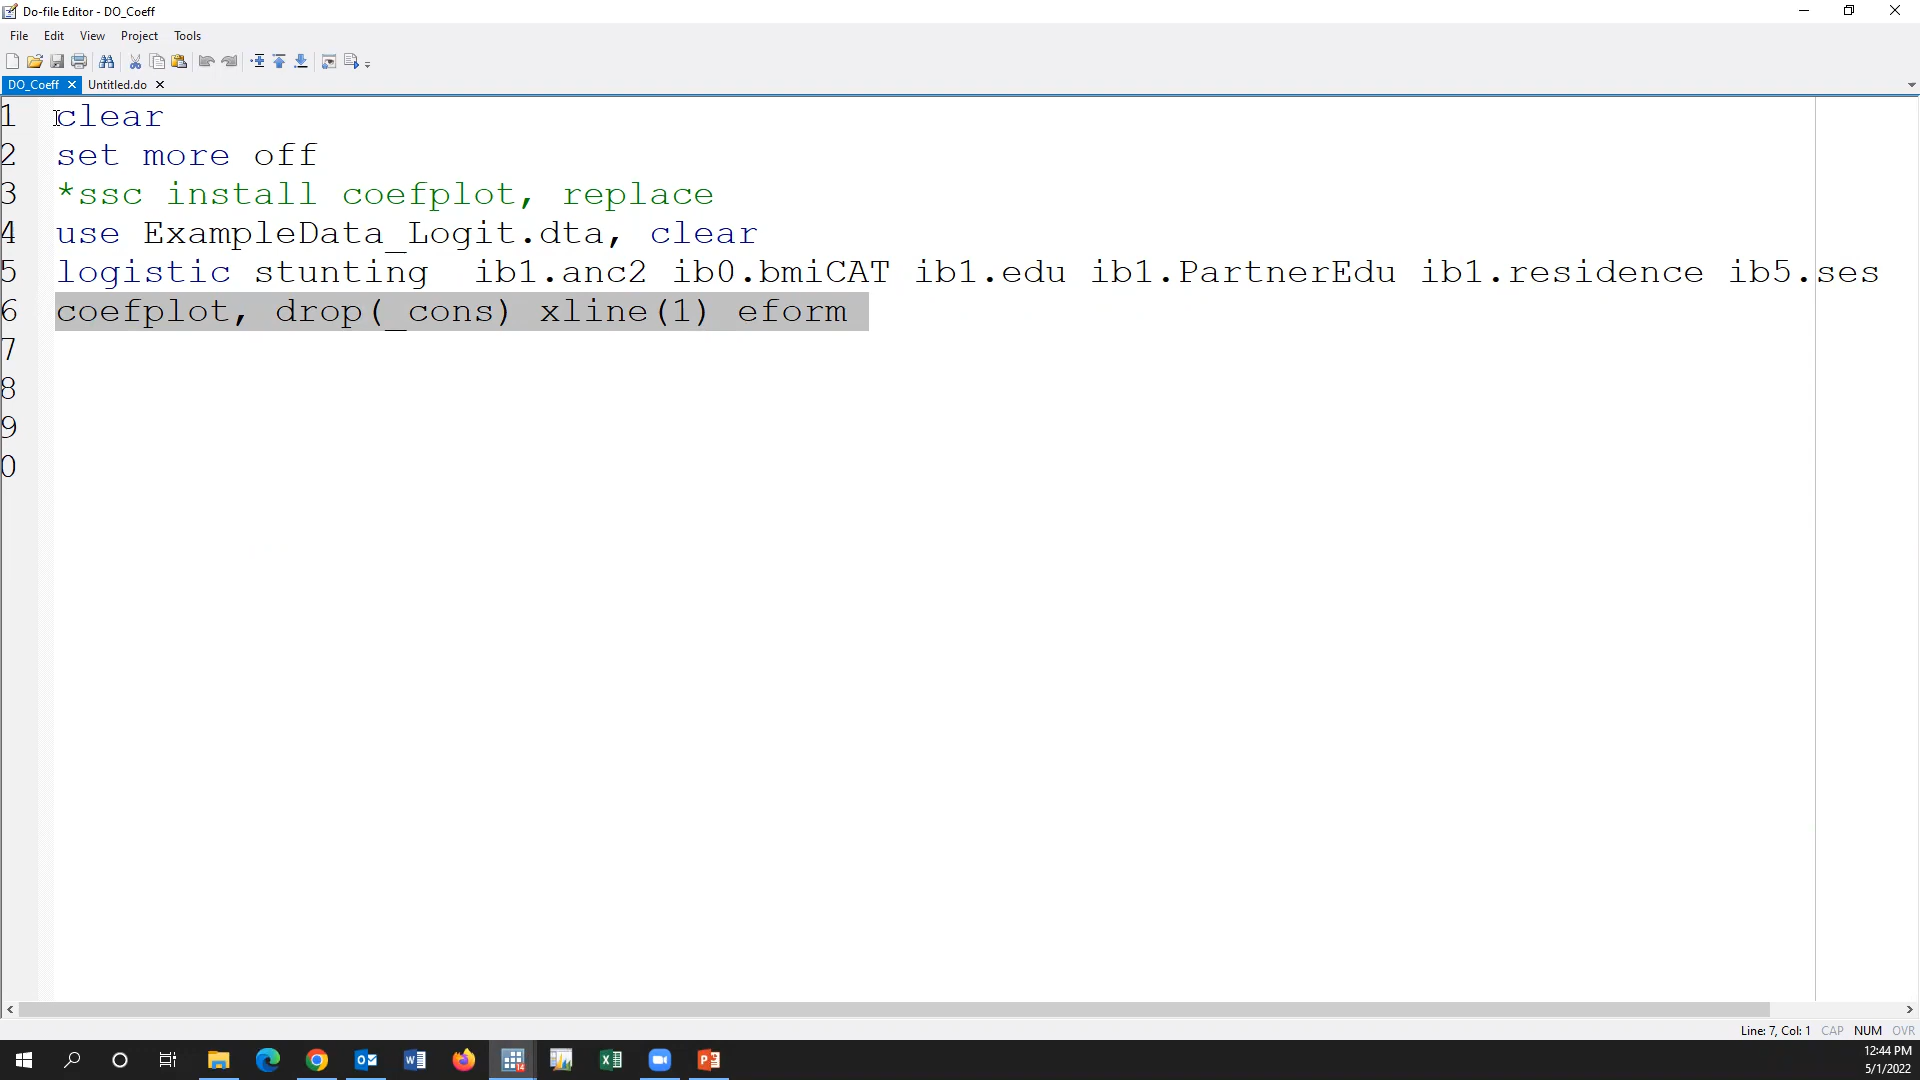 Do-file Editor - DO_Coeff
File Edit View Project Tools
DO_Coeff Untitled.do
1 clear
2 set more off
3 *ssc install coefplot, replace
4 use ExampleData_Logit.dta, clear
5 logistic stunting  ib1.anc2 ib0.bmiCAT ib1.edu ib1.PartnerEdu ib1.residence ib5.ses
6 coefplot, drop(_cons) xline(1) eform
7
8
9
0
Line: 7, Col: 1 CAP NUM OVR
14
12:44 PM
5/1/2022